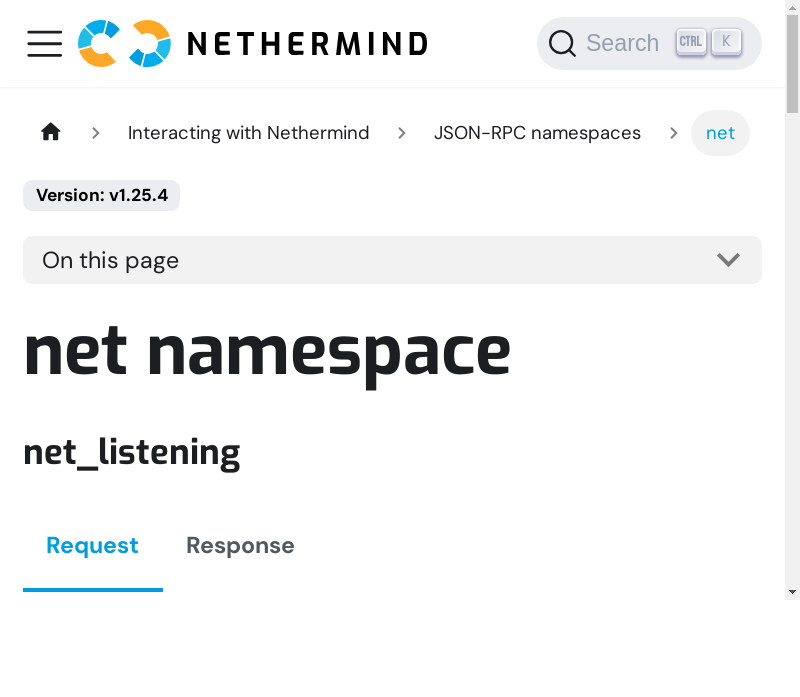 NETHERMIND
Search CTRL K
Interacting with Nethermind JSON-RPC namespaces net
Version: v1.25.4
On this page
net namespace
net_listening
Request Response